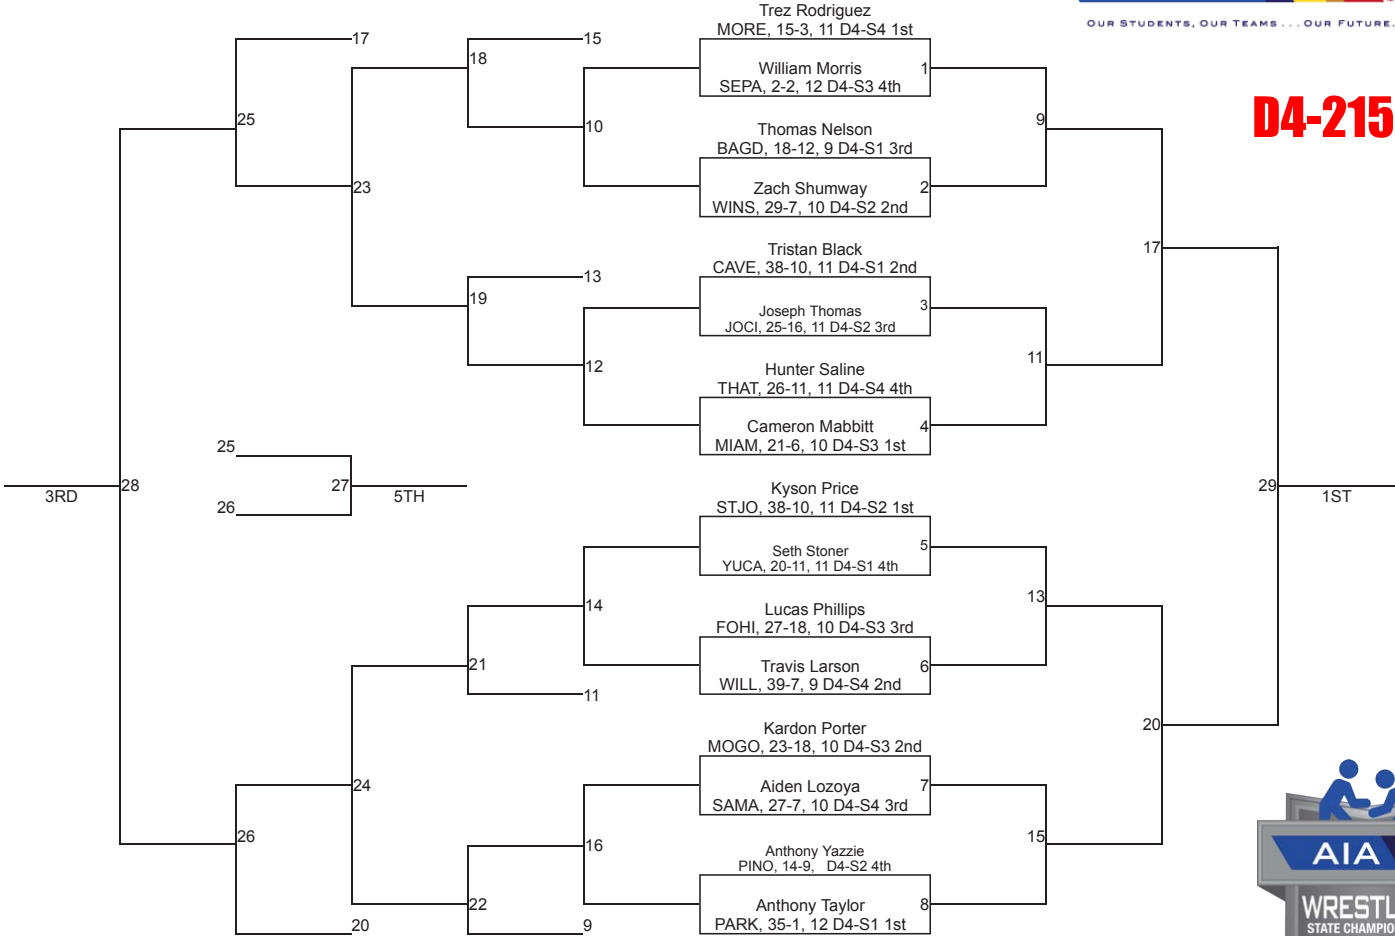 OUR STUDENTS, OUR TEAMS . . . OUR FUTURE.
D4-215
Trez Rodriguez
MORE, 15-3, 11 D4-S4 1st
William Morris
1
SEPA, 2-2, 12 D4-S3 4th
Thomas Nelson
BAGD, 18-12, 9 D4-S1 3rd
Zach Shumway
2
WINS, 29-7, 10 D4-S2 2nd
Tristan Black
CAVE, 38-10, 11 D4-S1 2nd
Joseph Thomas
3
JOCI, 25-16, 11 D4-S2 3rd
Hunter Saline
THAT, 26-11, 11 D4-S4 4th
Cameron Mabbitt
4
MIAM, 21-6, 10 D4-S3 1st
Kyson Price
STJO, 38-10, 11 D4-S2 1st
Seth Stoner
5
YUCA, 20-11, 11 D4-S1 4th
Lucas Phillips
FOHI, 27-18, 10 D4-S3 3rd
Travis Larson
6
WILL, 39-7, 9 D4-S4 2nd
Kardon Porter
MOGO, 23-18, 10 D4-S3 2nd
Aiden Lozoya
7
SAMA, 27-7, 10 D4-S4 3rd
Anthony Yazzie
PINO, 14-9, D4-S2 4th
Anthony Taylor
8
PARK, 35-1, 12 D4-S1 1st
9
11
13
15
17
20
29
1ST
17
25
23
18
15
10
19
13
12
25
26
27
5TH
28
3RD
14
21
11
24
26
16
22
20
9
AIA
WRESTL
STATE CHAMPIO